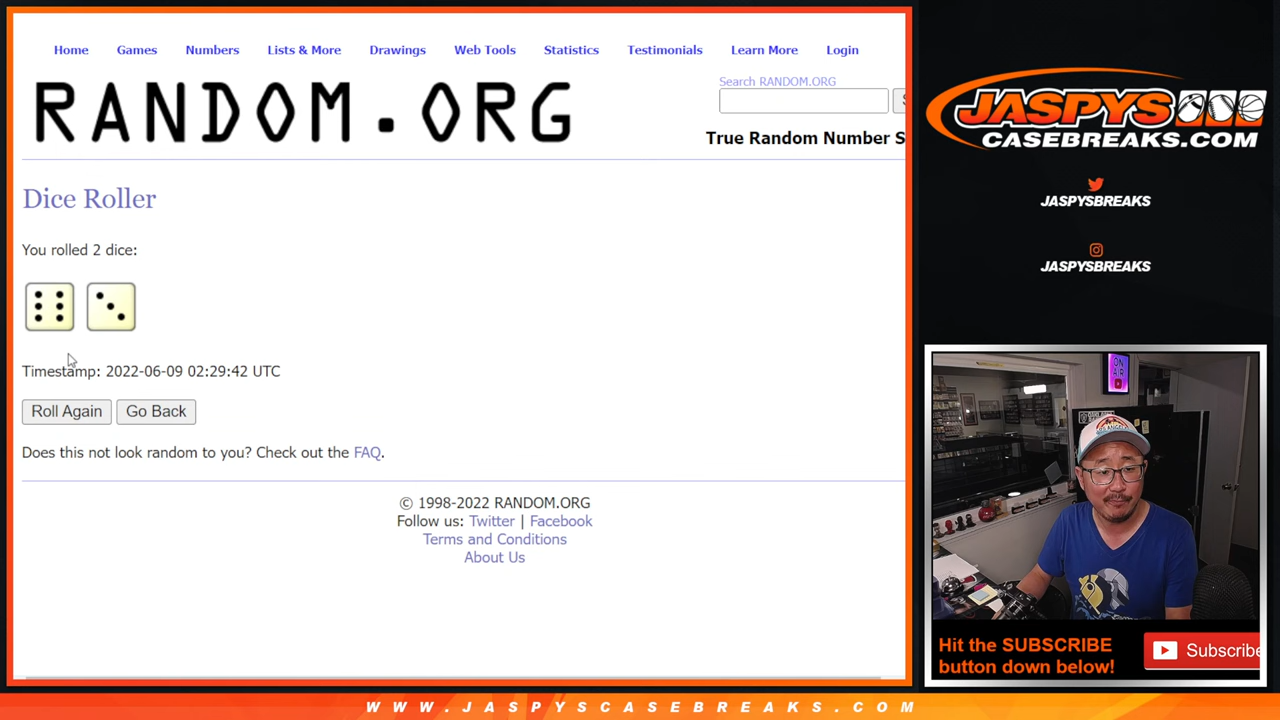 Home Games Numbers Lists & More Drawings Web Tools Statistics Testimonials Learn More Login
RANDOM.ORG
Search RANDOM.ORG
S
True Random Number S
Dice Roller
You rolled 2 dice:
Timestamp: 2022-06-09 02:29:42 UTC
Roll Again Go Back
Does this not look random to you? Check out the FAQ.
© 1998-2022 RANDOM.ORG
Follow us: Twitter | Facebook
Terms and Conditions
About Us
JASPYS
CASEBREAKS.COM
JASPYSBREAKS
JASPYSBREAKS
ON
AIR
Hit the SUBSCRIBE
button down below!
Subscribe
WWW.JASPYSCASEBREAKS.COM